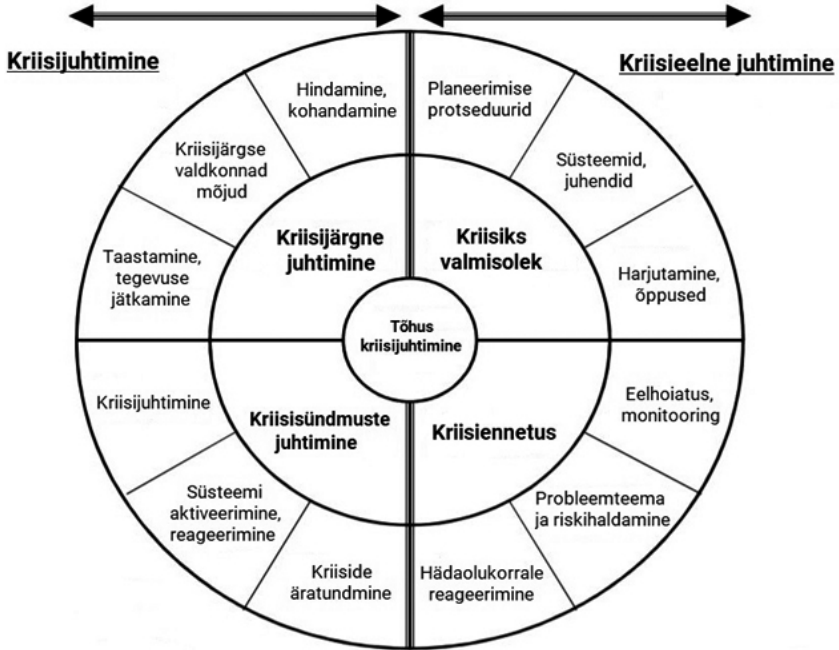 Kriisijuhtimine
Kriisieelne juhtimine
Hindamine,
kohandamine
Planeerimise
protseduurid
Kriisijärgse
valdkonnad
mõjud
Süsteemid,
juhendid
Taastamine,
tegevuse
jätkamine
Harjutamine,
õppused
Kriisijärgne
juhtimine
Kriisiks
valmisolek
Tõhus
kriisijuhtimine
Kriisisündmuste
juhtimine
Kriisiennetus
Kriisijuhtimine
Eelhoiatus,
monitooring
Süsteemi
aktiveerimine,
reageerimine
Probleemteema
ja riskihaldamine
Kriiside
äratundmine
Hädaolukorrale
reageerimine